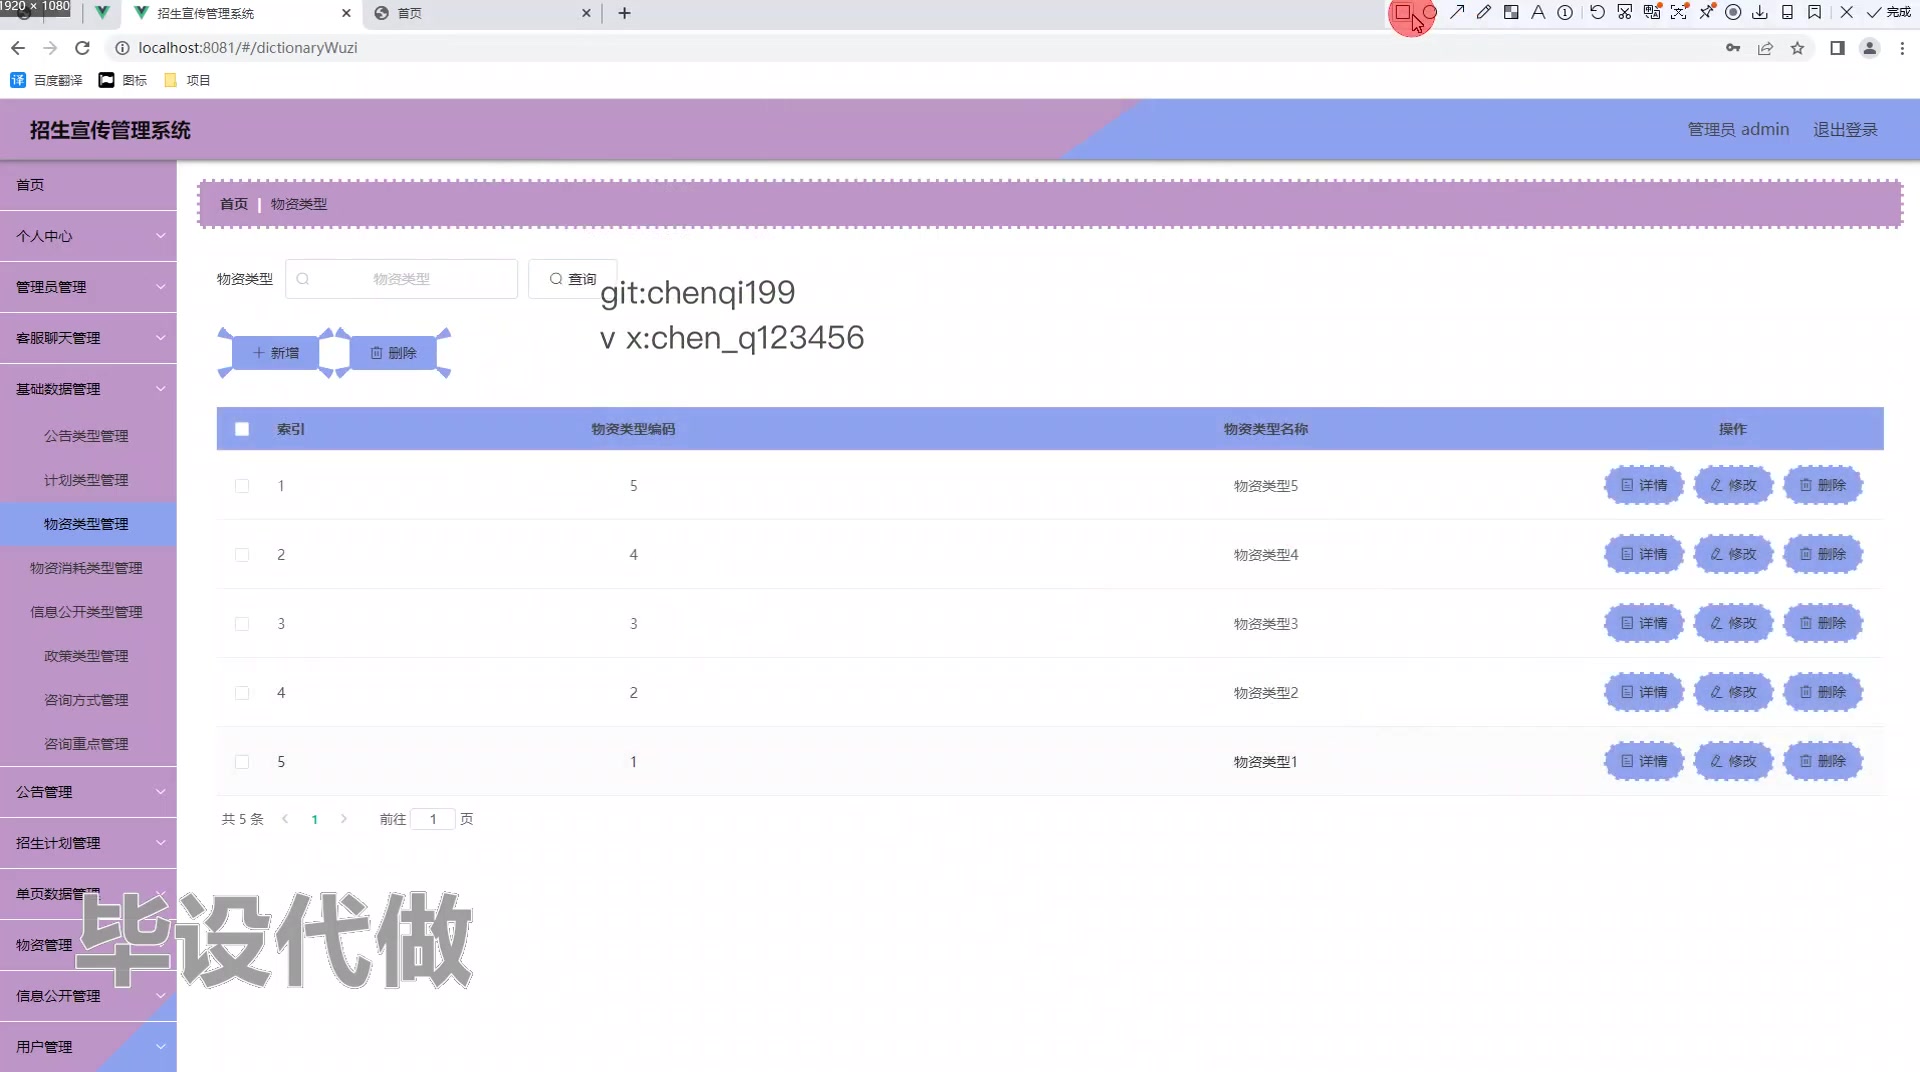 1920 × 1080
招生宣传管理系统
首页
完成
localhost:8081/#/dictionaryWuzi
百度翻译 图标 项目
招生宣传管理系统
管理员 admin 退出登录
首页
个人中心
管理员管理
客服聊天管理
基础数据管理
公告类型管理
计划类型管理
物资类型管理
物资消耗类型管理
信息公开类型管理
政策类型管理
咨询方式管理
咨询重点管理
公告管理
招生计划管理
单页数据管理
物资管理
信息公开管理
用户管理
首页 物资类型
物资类型 物资类型 查询
git:chenqi199
v x:chen_q123456
新增 删除
索引 物资类型编码 物资类型名称 操作
1 5 物资类型5 详情 修改 删除
2 4 物资类型4 详情 修改 删除
3 3 物资类型3 详情 修改 删除
4 2 物资类型2 详情 修改 删除
5 1 物资类型1 详情 修改 删除
共 5 条 1 前往 1 页
毕设代做